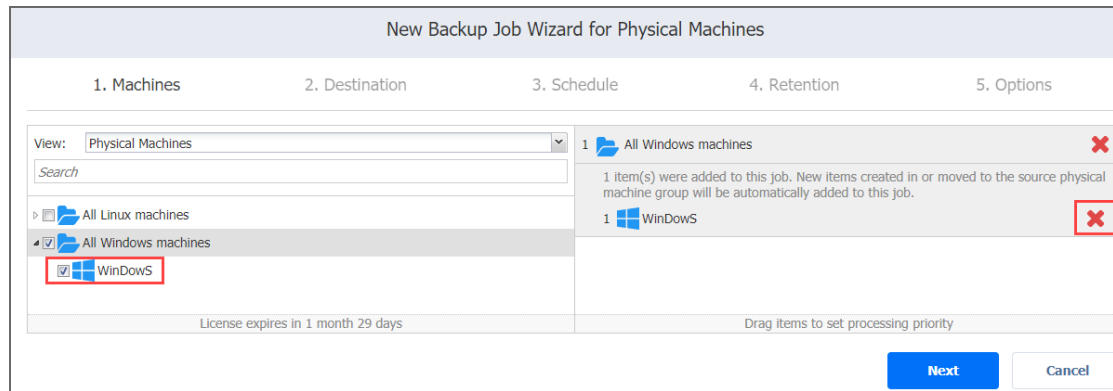 New Backup Job Wizard for Physical Machines
1. Machines
2. Destination
3. Schedule
4. Retention
5. Options
View: Physical Machines
Search
All Linux machines
All Windows machines
WinDowS
License expires in 1 month 29 days
1 All Windows machines
1 item(s) were added to this job. New items created in or moved to the source physical
machine group will be automatically added to this job.
1 WinDowS
Drag items to set processing priority
Next
Cancel